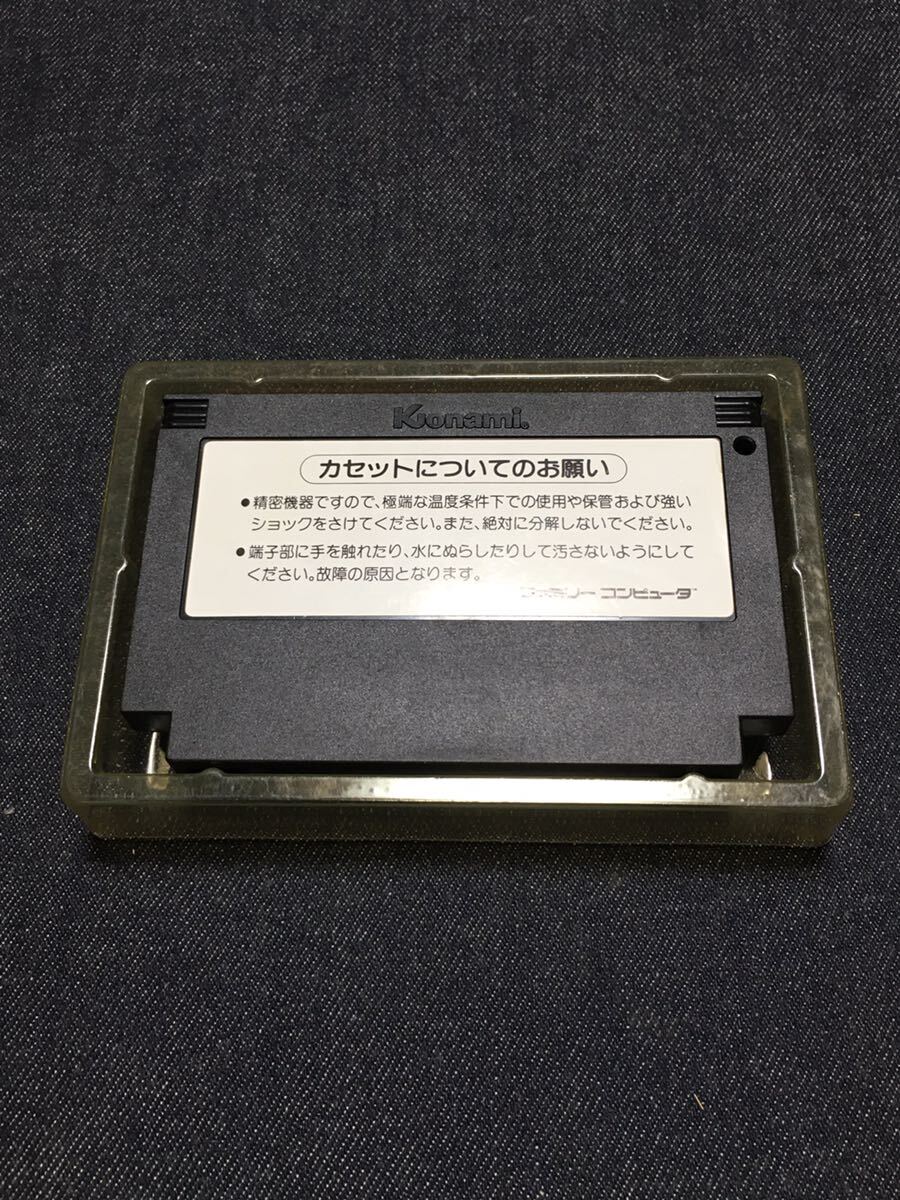 Konami®
カセットについてのお願い
●精密機器ですので、極端な温度条件下での使用や保管および強い
ショックをさけてください。また、絶対に分解しないでください。
●端子部に手を触れたり、水にぬらしたりして汚さないようにして
ください。故障の原因となります。
ファミリーコンピュータ™